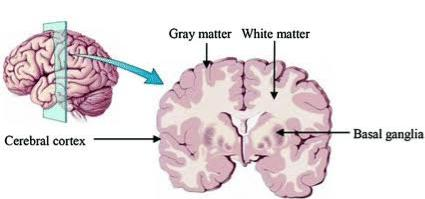 Gray matter
White matter
Cerebral cortex
Basal ganglia